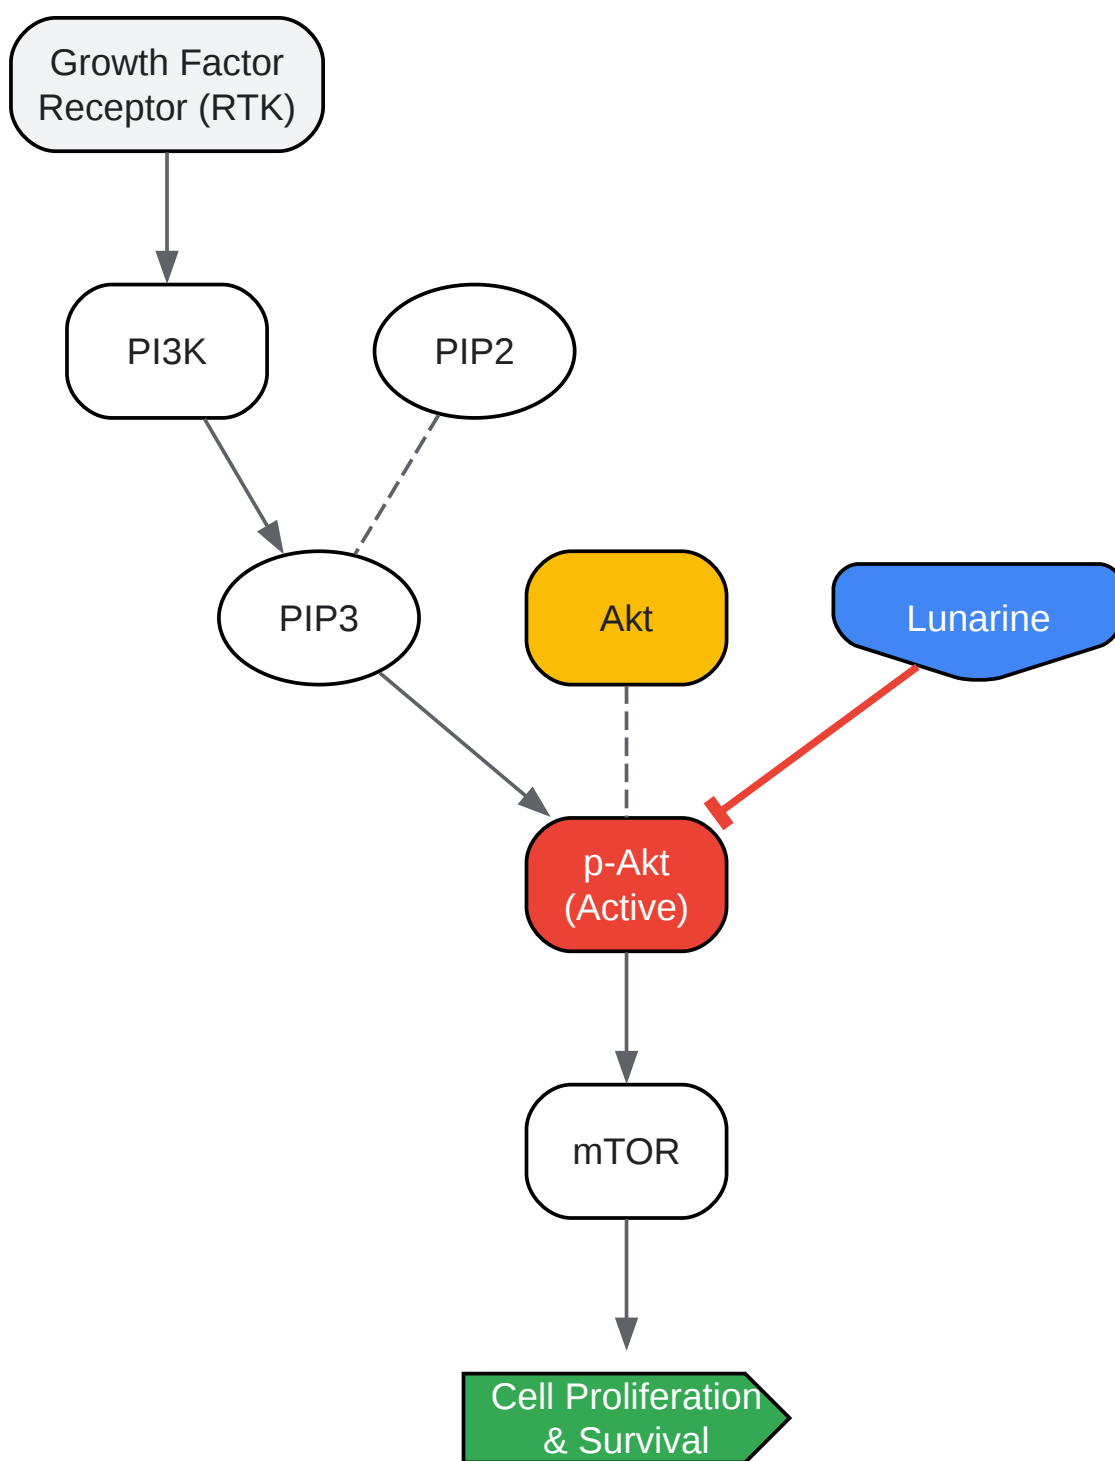 Growth Factor
Receptor (RTK)
PI3K
PIP2
PIP3
Akt
Lunarine
p-Akt
(Active)
mTOR
Cell Proliferation
& Survival